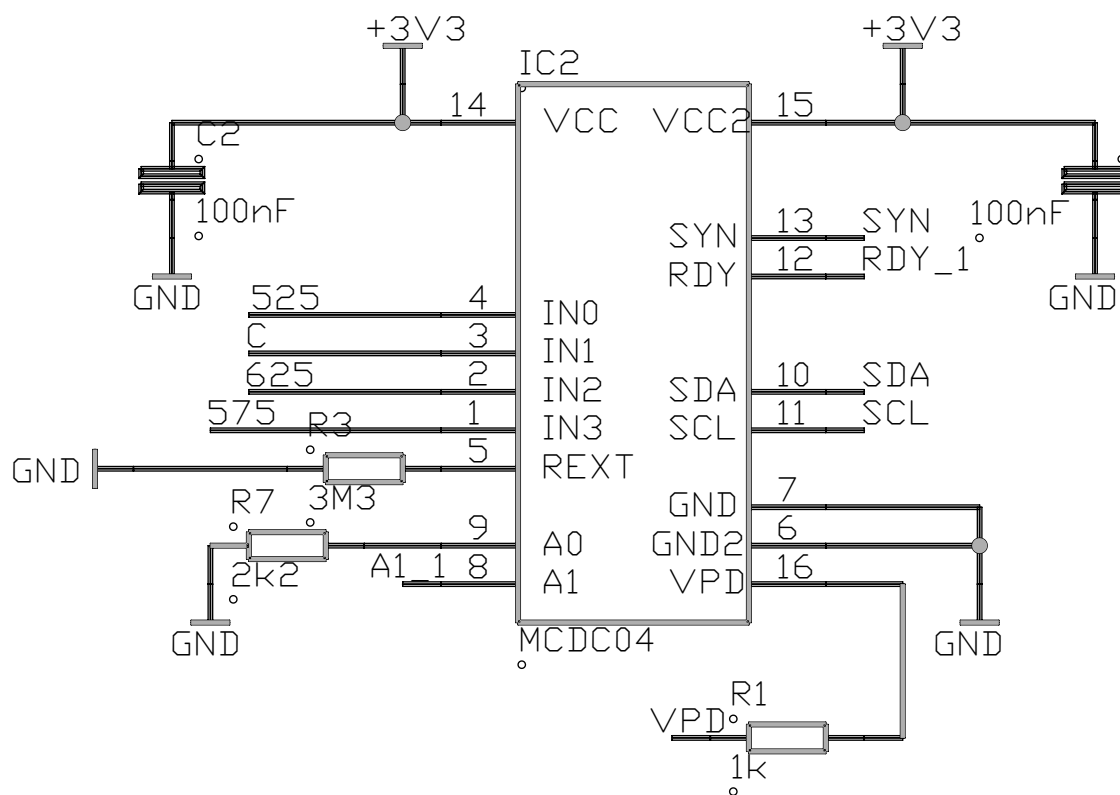 +3V3
+3V3
IC2
14
15
VCC
VCC2
C2
100nF
100nF
13
SYN
SYN
12
RDY_1
RDY
GND
GND
525
4
IN0
C
3
IN1
625
2
IN2
10
SDA
SDA
575
1
IN3
11
SCL
SCL
R3
5
GND
REXT
3M3
7
GND
R7
9
A0
6
GND2
A1_1
8
A1
16
VPD
2k2
GND
MCDC04
GND
R1
VPD
1k